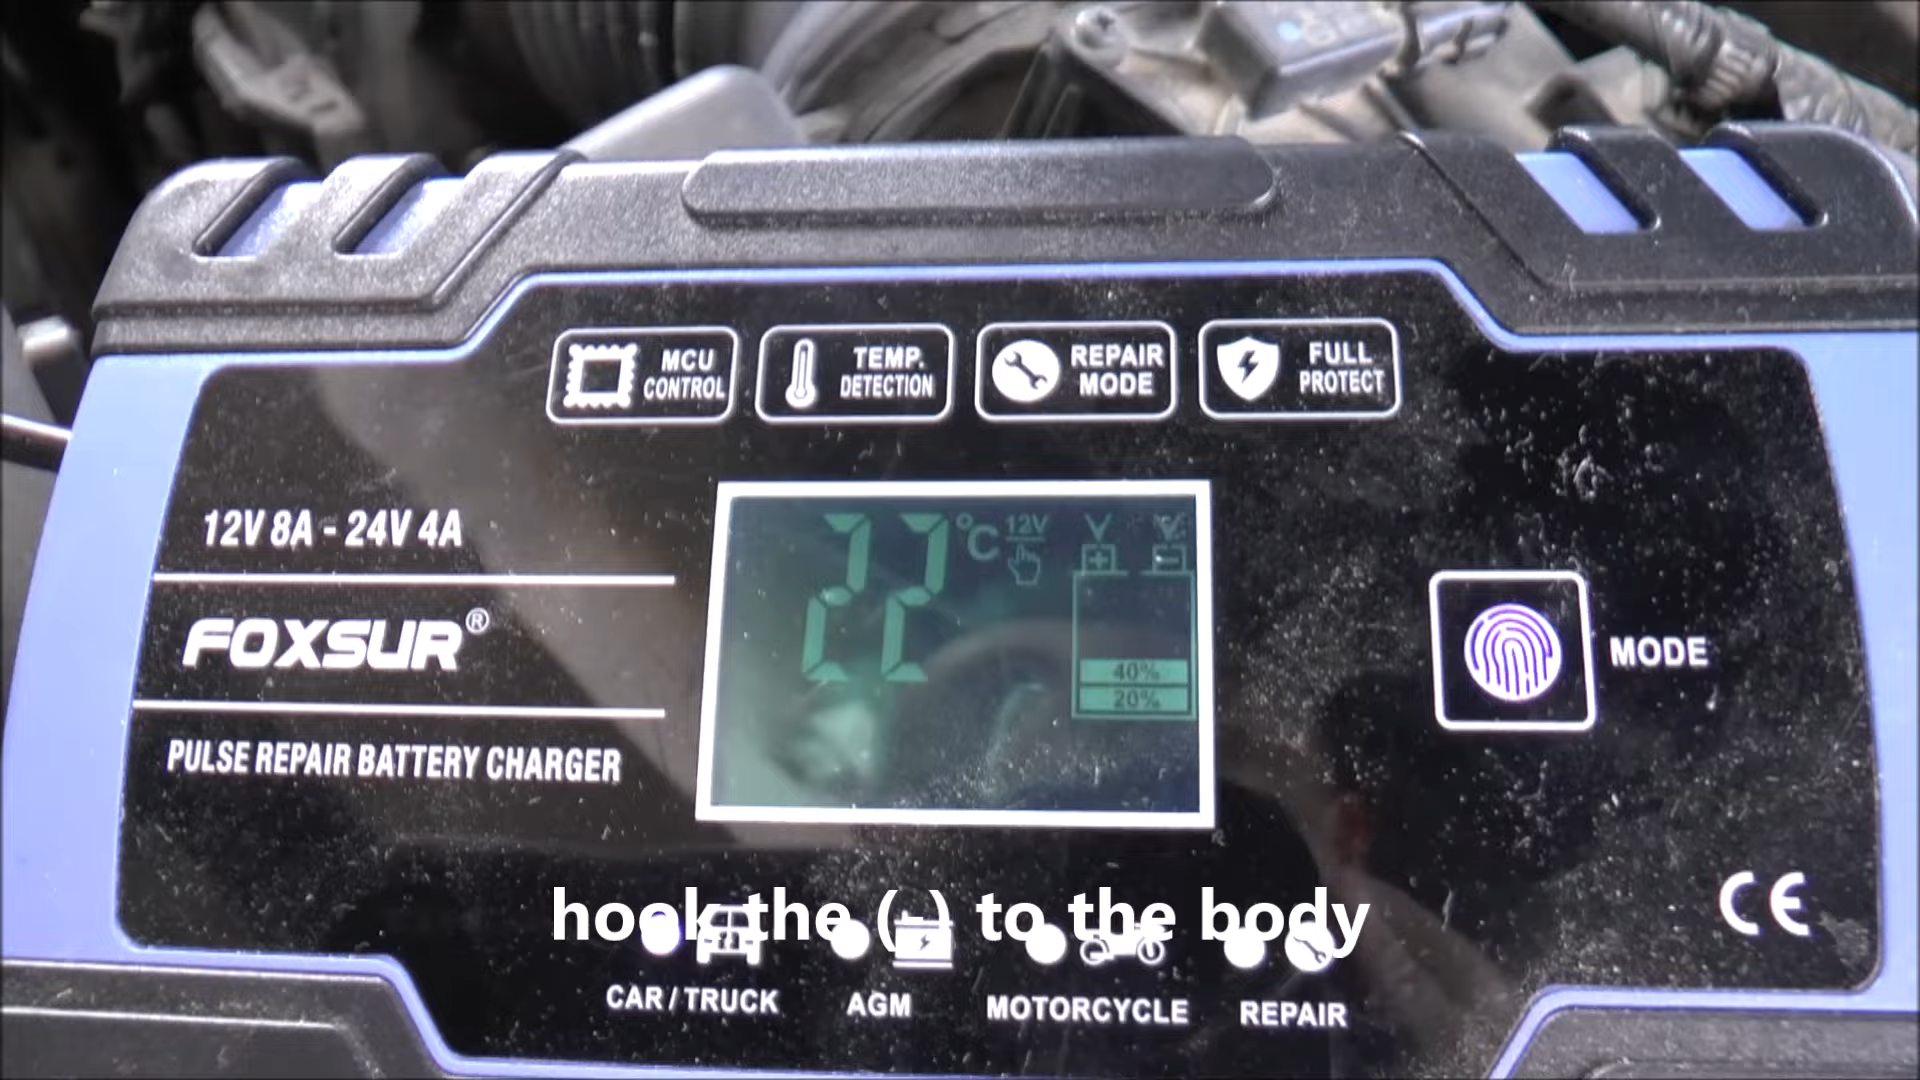 MCU
CONTROL
TEMP.
DETECTION
REPAIR
MODE
FULL
PROTECT
12V 8A - 24V 4A
FOXSUR®
PULSE REPAIR BATTERY CHARGER
22 °C 12V
40%
20%
MODE
CE
hook the (-) to the body
CAR / TRUCK
AGM
MOTORCYCLE
REPAIR